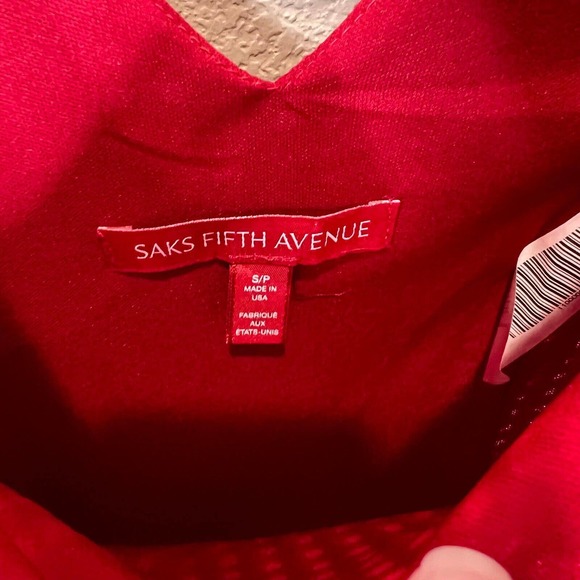 SAKS FIFTH AVENUE
S/P
MADE IN
USA
FABRIQUÉ
AUX
ÉTATS-UNIS